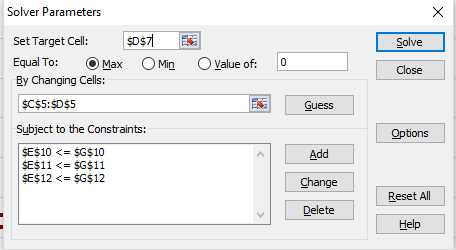 Solver Parameters
Set Target Cell: $D$7 Solve
Equal To: Max Min Value of: 0 Close
By Changing Cells:
$C$5:$D$5 Guess
Subject to the Constraints: Options
$E$10 <= $G$10 Add
$E$11 <= $G$11
$E$12 <= $G$12 Change
Reset All
Delete
Help